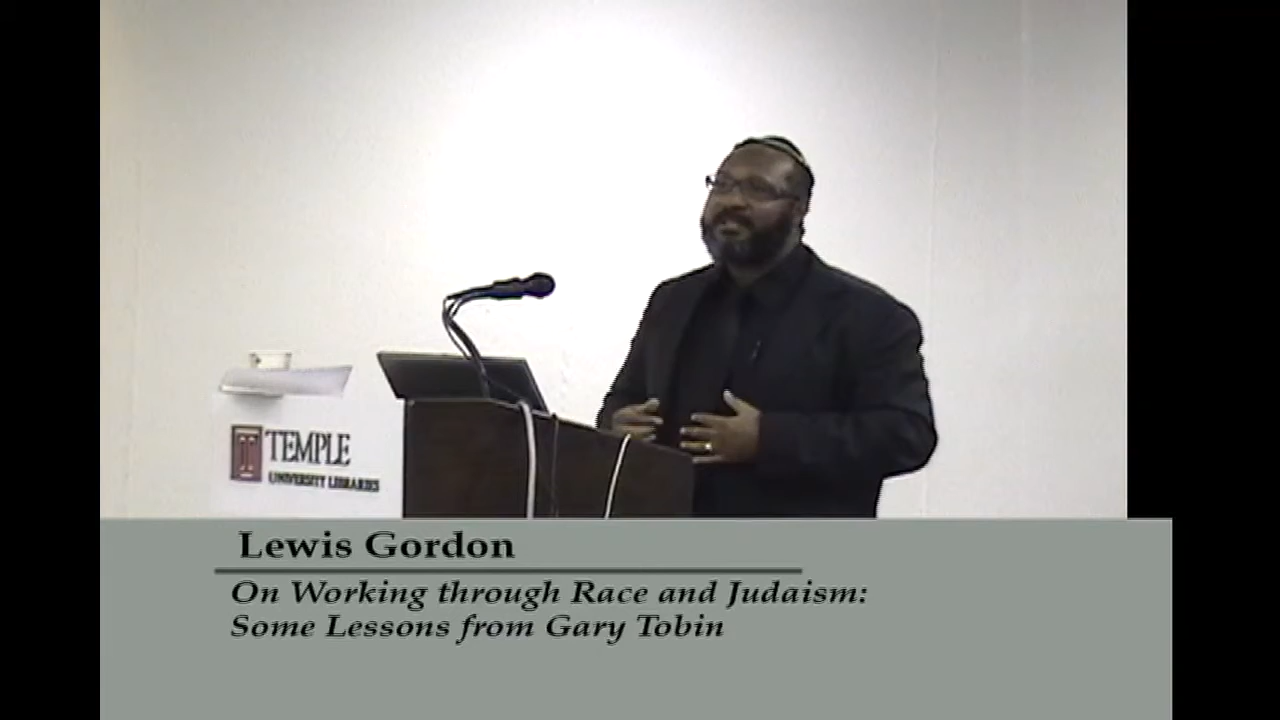 TEMPLE
UNIVERSITY LIBRARIES
Lewis Gordon
On Working through Race and Judaism:
Some Lessons from Gary Tobin